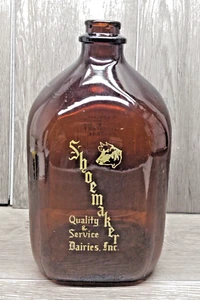 Shoemaker
Quality
&
Service
Dairies, Inc.